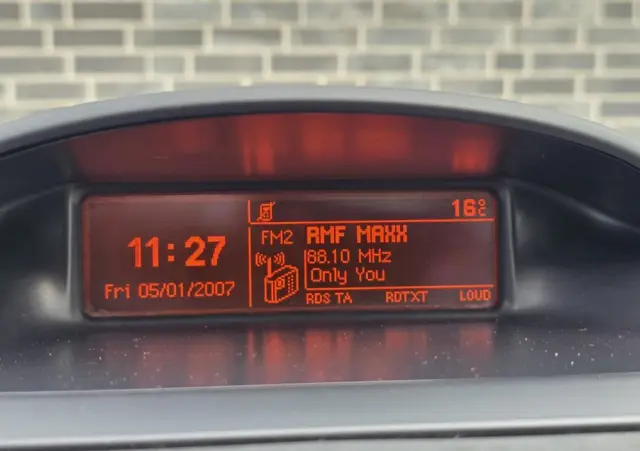 16°C
11:27
Fri 05/01/2007
FM2 RMF MAXX
88.10 MHz
Only You
RDS TA RDTXT LOUD